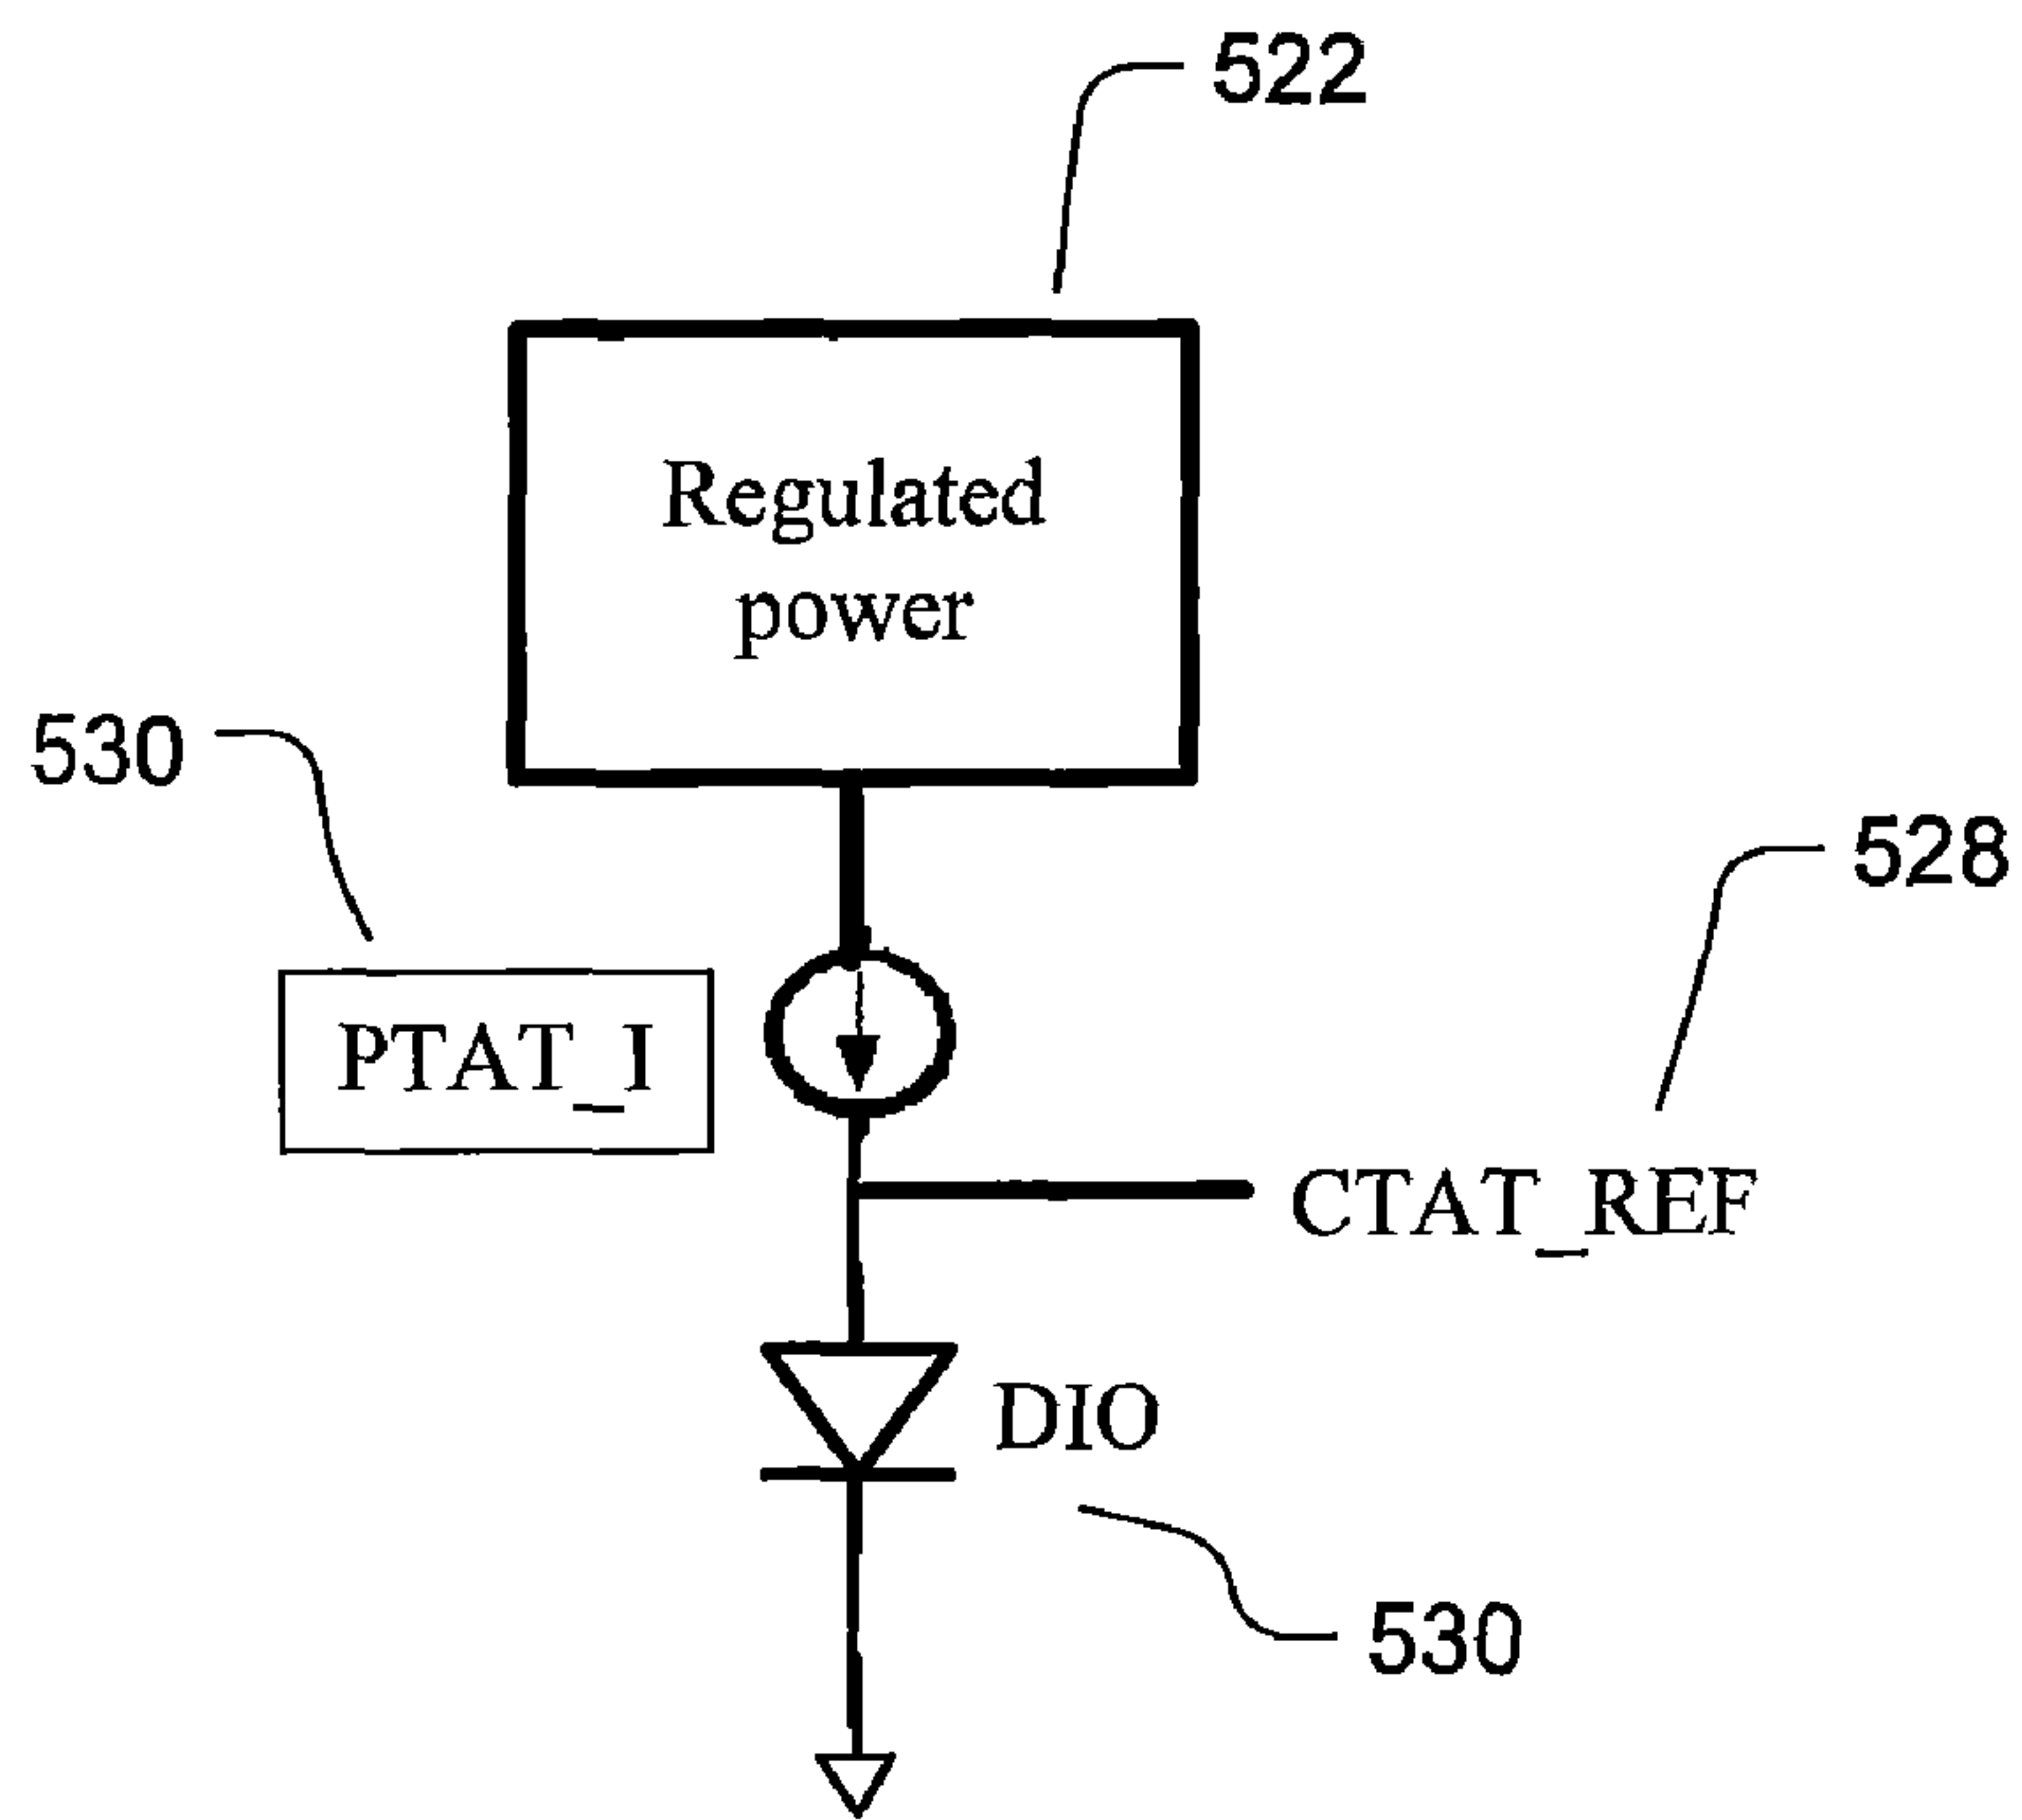 522
Regulated
power
530
528
PTAT_I
CTAT_REF
DIO
530